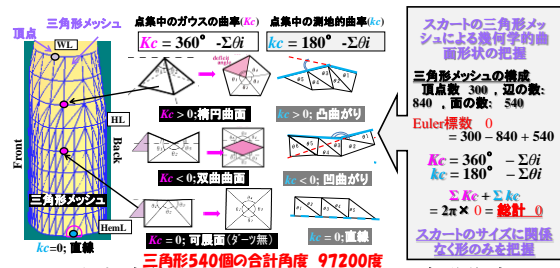 三角形メッシュ
頂点
WL
HL
HemL
Front
Back
三角形メッシュ
kc=0; 直線
点集中のガウスの曲率(Kc)
Kc = 360° -Σθi
deficit angle
Kc > 0; 楕円曲面
Kc < 0; 双曲曲面
Kc = 0; 可展面(ダーツ無)
点集中の測地的曲率(kc)
kc = 180° -Σθi
kc > 0; 凸曲がり
kc < 0; 凹曲がり
kc = 0; 直線
三角形540個の合計角度 97200度
スカートの三角形メッ
シュによる幾何学的曲
面形状の把握
三角形メッシュの構成
頂点数 300 , 辺の数;
840 , 面の数; 540
Euler標数 0
= 300 - 840 + 540
Kc = 360° - Σθi
kc = 180° - Σθi
ΣKc + Σkc
= 2π× 0 = 総計 0
スカートのサイズに関係
なく形のみを把握